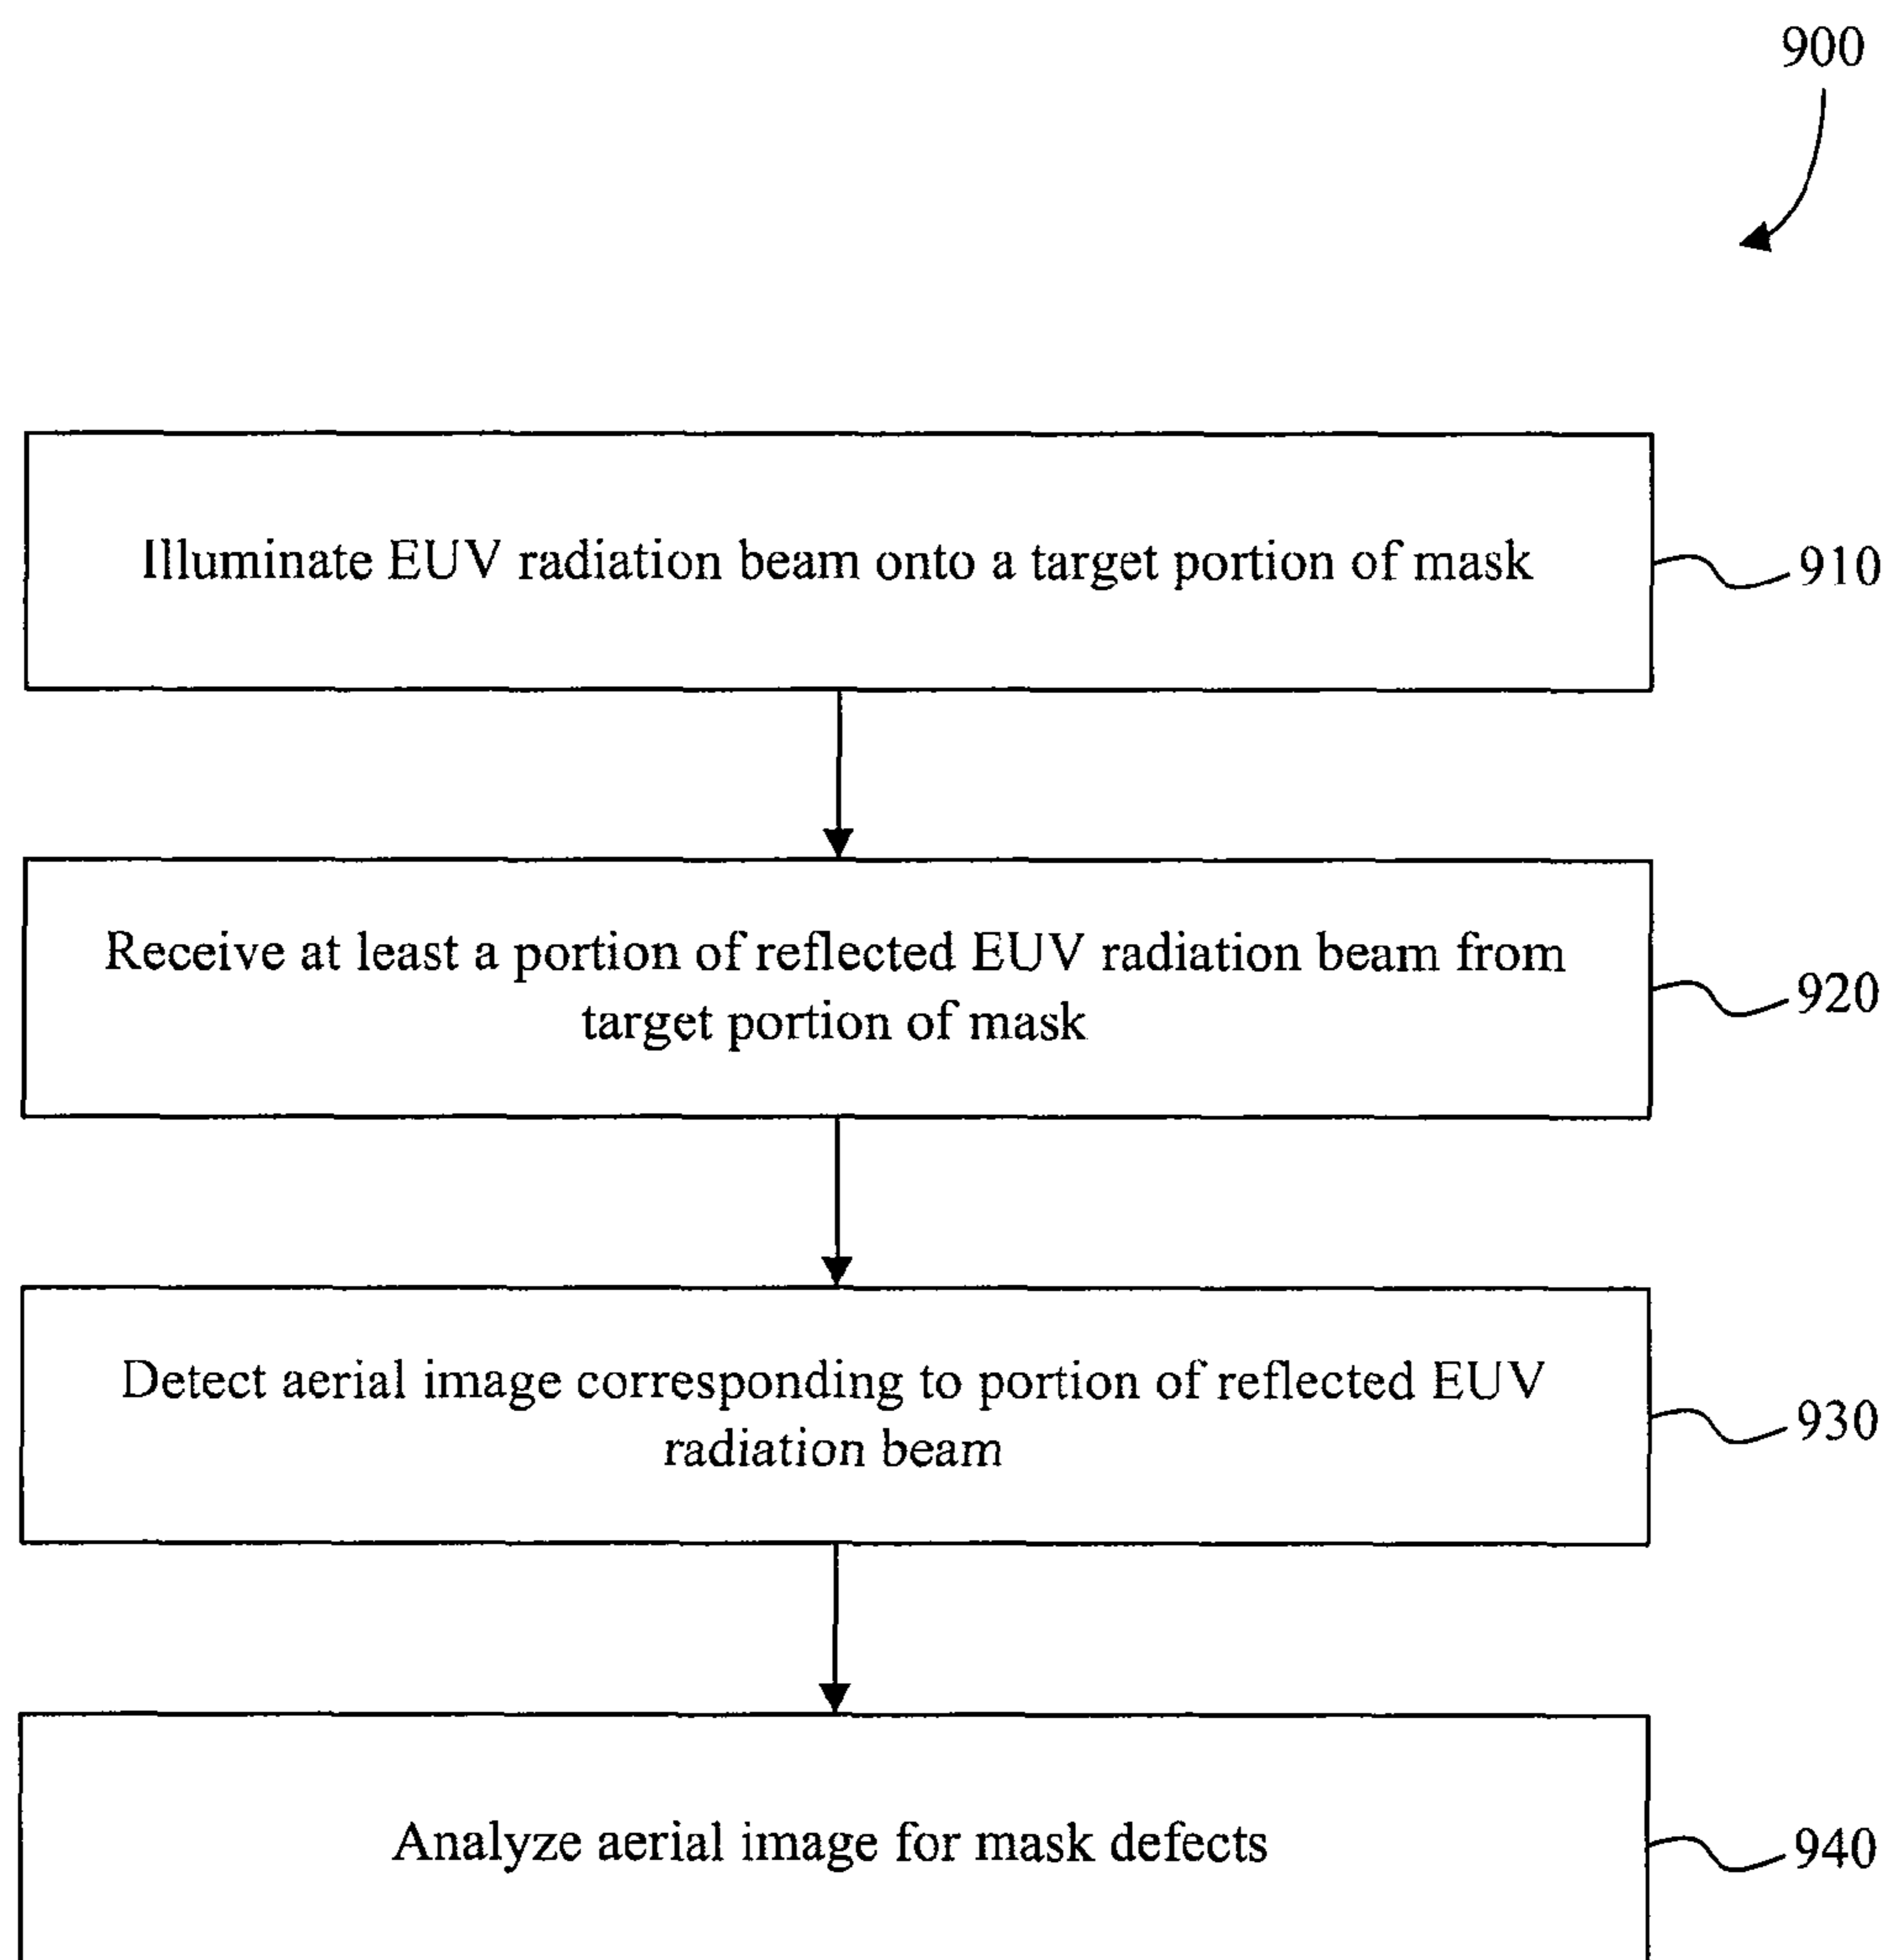 900
Illuminate EUV radiation beam onto a target portion of mask
910
Receive at least a portion of reflected EUV radiation beam from
target portion of mask
920
Detect aerial image corresponding to portion of reflected EUV
radiation beam
930
Analyze aerial image for mask defects
940